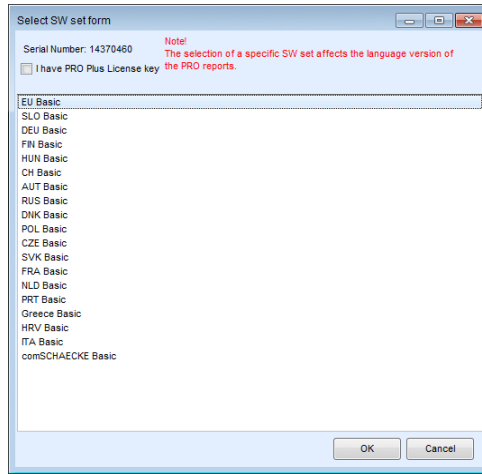 Select SW set form
Serial Number: 14370460
Note!
The selection of a specific SW set affects the language version of
the PRO reports.
I have PRO Plus License key
EU Basic
SLO Basic
DEU Basic
FIN Basic
HUN Basic
CH Basic
AUT Basic
RUS Basic
DNK Basic
POL Basic
CZE Basic
SVK Basic
FRA Basic
NLD Basic
PRT Basic
Greece Basic
HRV Basic
ITA Basic
comSCHAECKE Basic
OK
Cancel